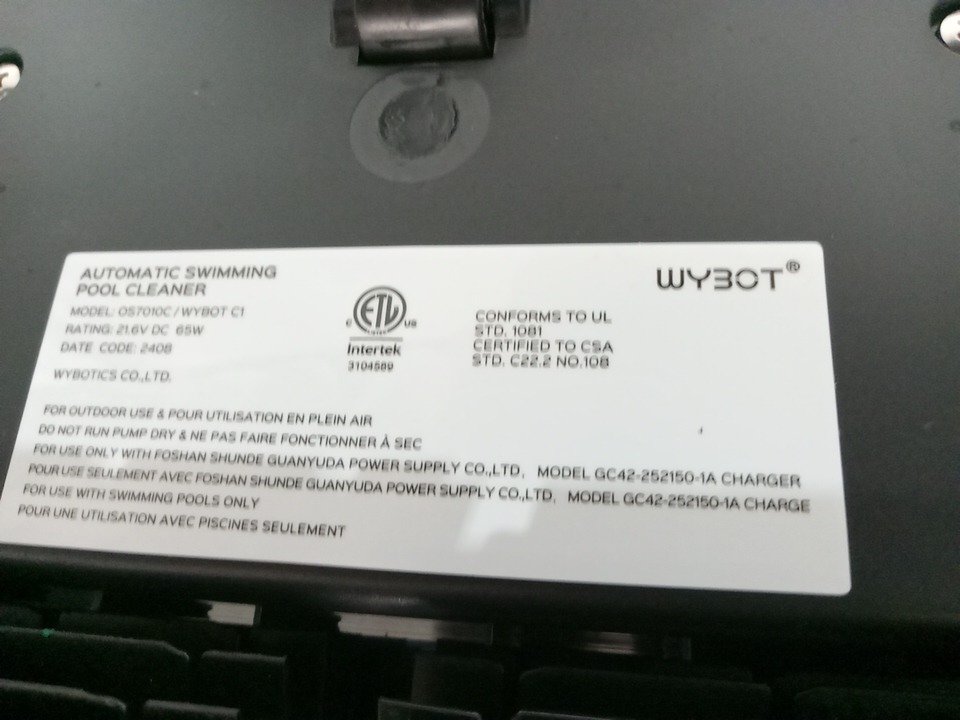 AUTOMATIC SWIMMING
POOL CLEANER
MODEL: OS7010C / WYBOT C1
RATING: 21.6V DC 65W
DATE CODE: 2408
WYBOTICS CO.,LTD.
ETL
C US
LISTED
Intertek
3104589
CONFORMS TO UL
STD. 1081
CERTIFIED TO CSA
STD. C22.2 NO.108
WYBOT®
FOR OUTDOOR USE & POUR UTILISATION EN PLEIN AIR
DO NOT RUN PUMP DRY & NE PAS FAIRE FONCTIONNER À SEC
FOR USE ONLY WITH FOSHAN SHUNDE GUANYUDA POWER SUPPLY CO.,LTD, MODEL GC42-252150-1A CHARGER
POUR USE SEULEMENT AVEC FOSHAN SHUNDE GUANYUDA POWER SUPPLY CO.,LTD, MODEL GC42-252150-1A CHARGE
FOR USE WITH SWIMMING POOLS ONLY
POUR UNE UTILISATION AVEC PISCINES SEULEMENT